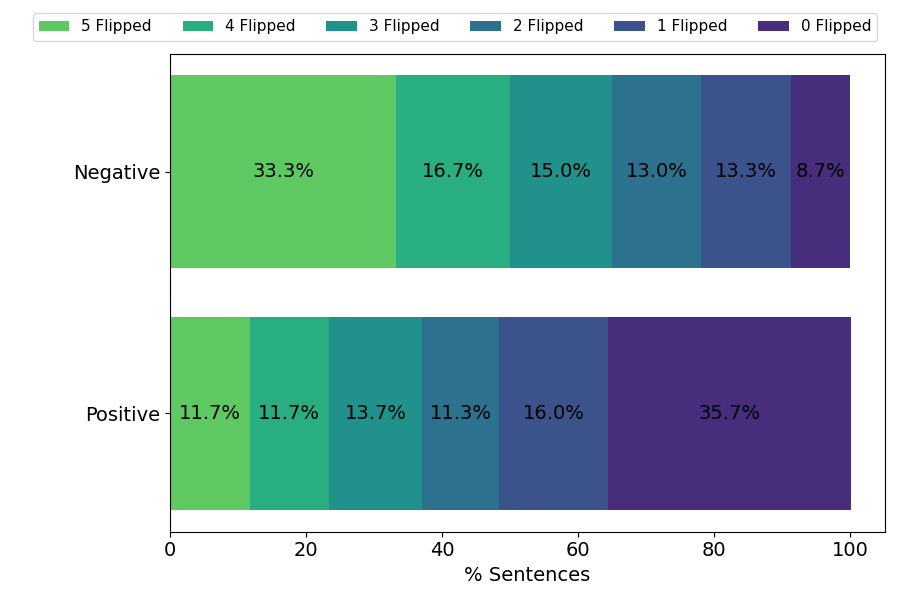 5 Flipped 4 Flipped 3 Flipped 2 Flipped 1 Flipped 0 Flipped
Negative 33.3% 16.7% 15.0% 13.0% 13.3% 8.7%
Positive 11.7% 11.7% 13.7% 11.3% 16.0% 35.7%
0 20 40 60 80 100
% Sentences